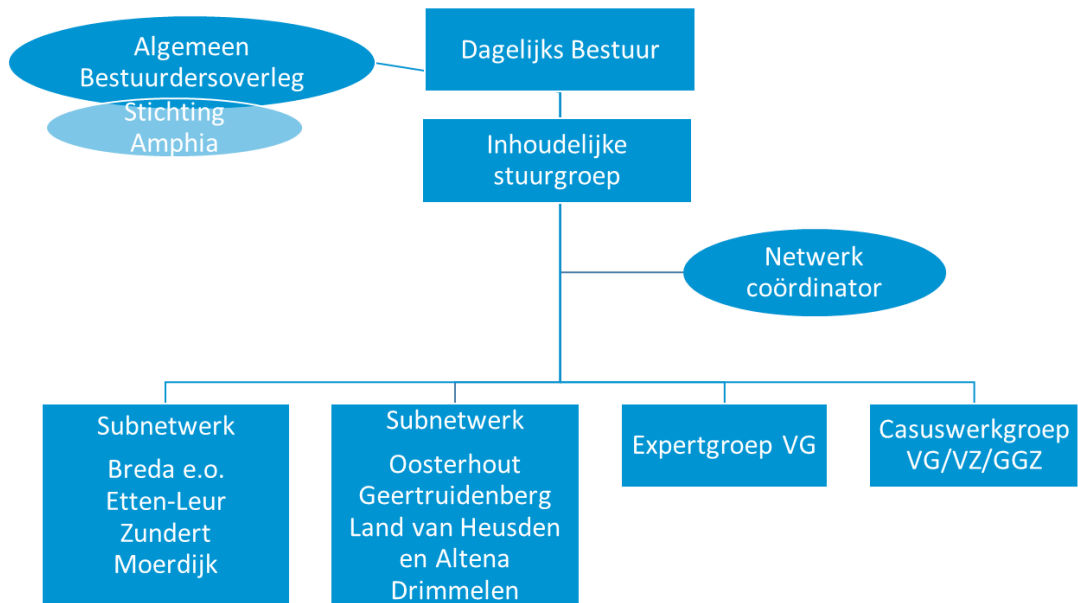 Algemeen
Bestuurdersoverleg
Stichting
Amphia
Dagelijks Bestuur
Inhoudelijke
stuurgroep
Netwerk
coördinator
Subnetwerk
Breda e.o.
Etten-Leur
Zundert
Moerdijk
Subnetwerk
Oosterhout
Geertruidenberg
Land van Heusden
en Altena
Drimmelen
Expertgroep VG
Casuswerkgroep
VG/VZ/GGZ